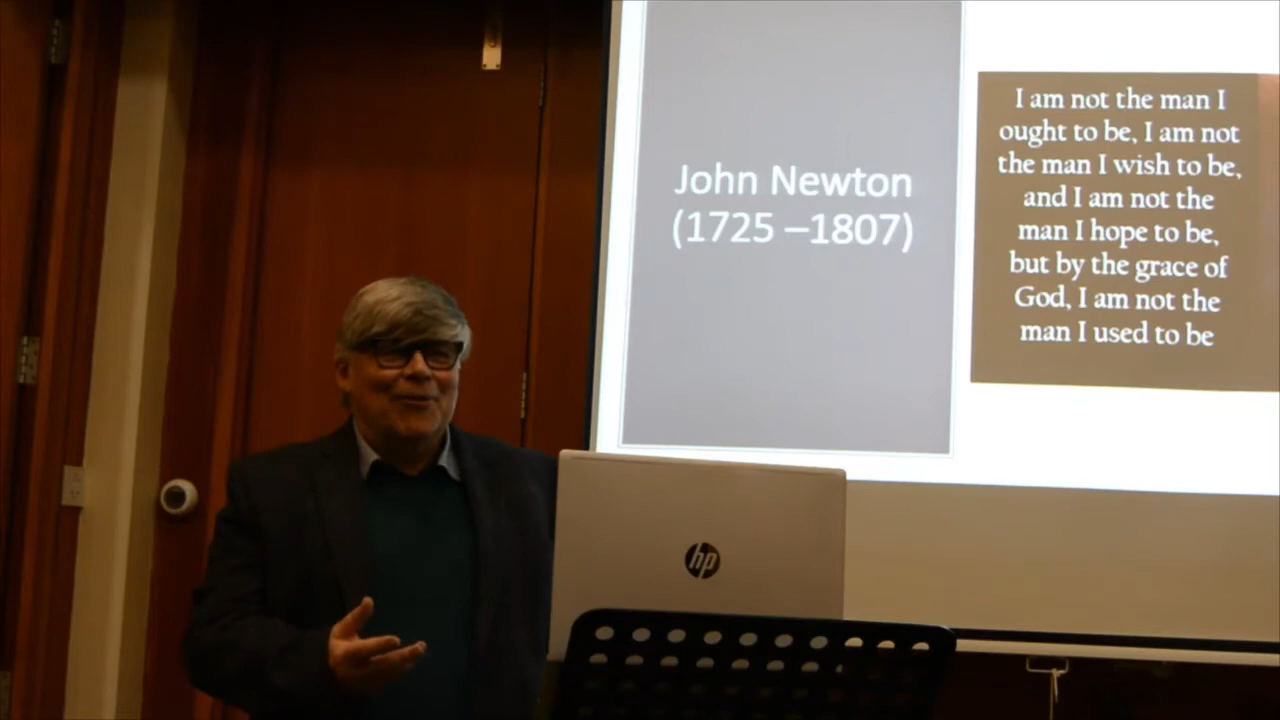 John Newton
(1725 –1807)
I am not the man I
ought to be, I am not
the man I wish to be,
and I am not the
man I hope to be,
but by the grace of
God, I am not the
man I used to be
hp